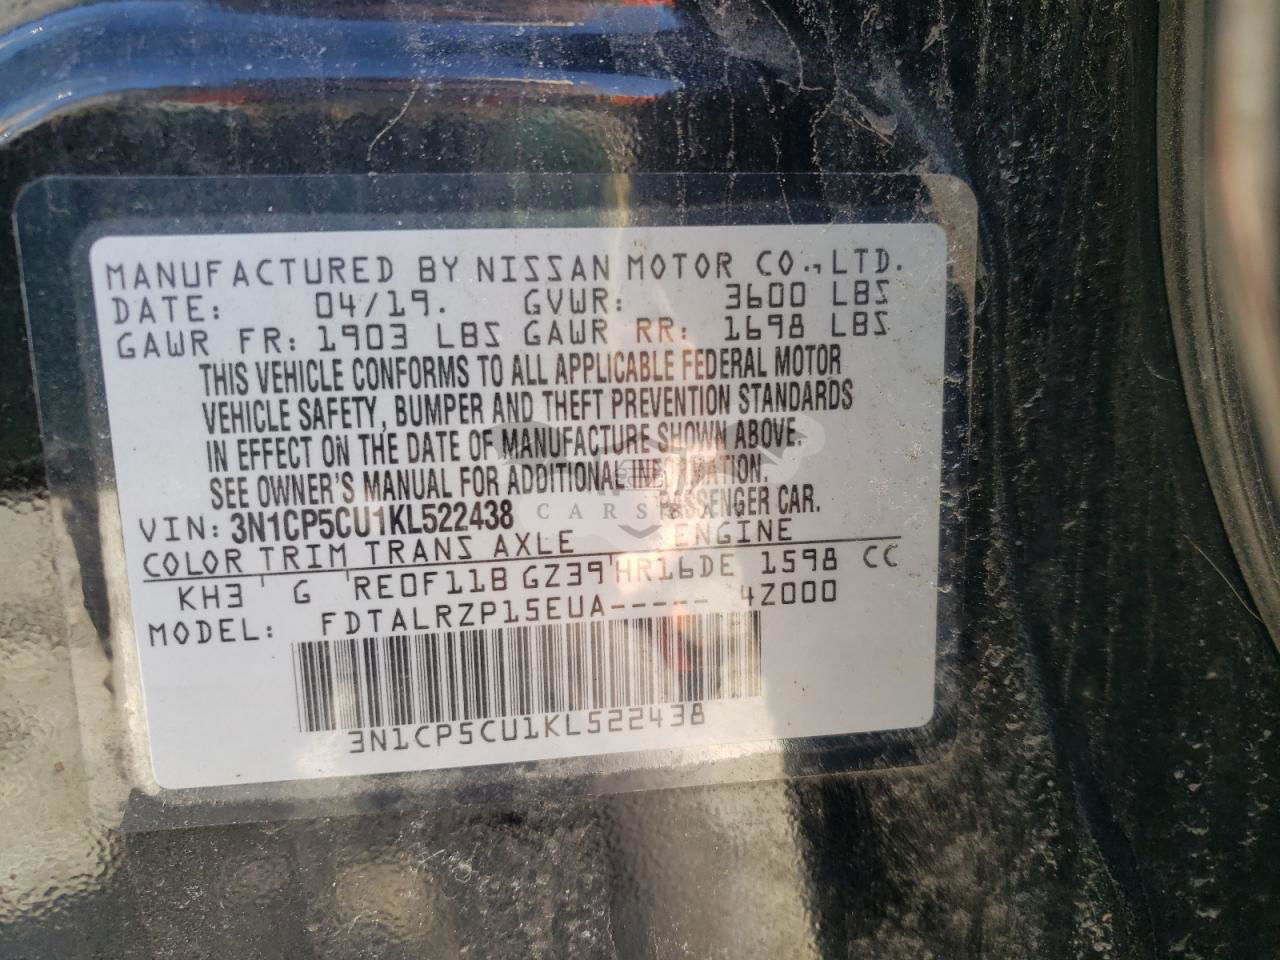 MANUFACTURED BY NISSAN MOTOR CO., LTD.
DATE: 04/19. GVWR: 3600 LBS
GAWR FR: 1903 LBS GAWR RR: 1698 LBS
THIS VEHICLE CONFORMS TO ALL APPLICABLE FEDERAL MOTOR
VEHICLE SAFETY, BUMPER AND THEFT PREVENTION STANDARDS
IN EFFECT ON THE DATE OF MANUFACTURE SHOWN ABOVE.
SEE OWNER'S MANUAL FOR ADDITIONAL INFORMATION.
VIN: 3N1CP5CU1KL522438 PASSENGER CAR.
COLOR TRIM TRANS AXLE ENGINE
KH3 G RE0F11B GZ39 HR16DE 1598 CC
MODEL: FDTALRZP15EUA----- 4Z000
3N1CP5CU1KL522438